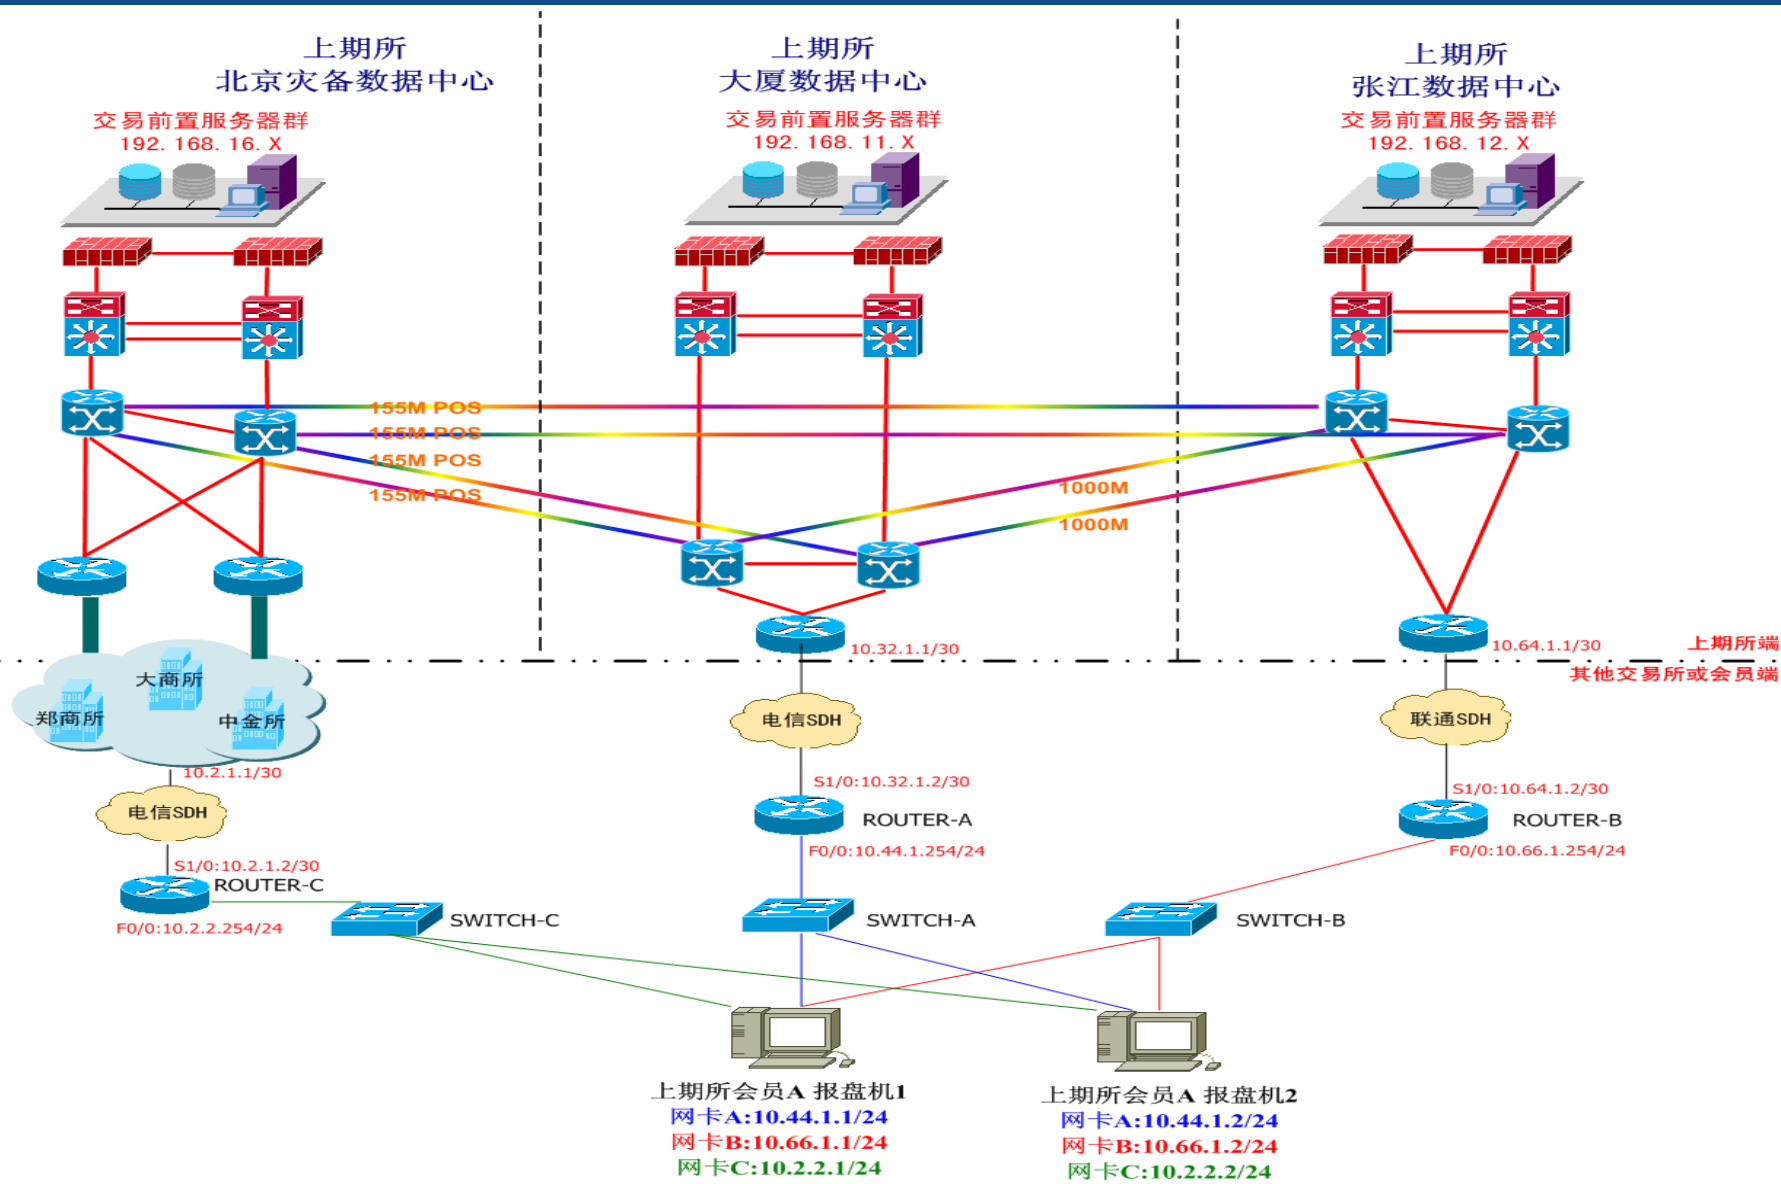 上期所
北京灾备数据中心
上期所
大厦数据中心
上期所
张江数据中心
交易前置服务器群
192. 168. 16. X
交易前置服务器群
192. 168. 11. X
交易前置服务器群
192. 168. 12. X
155M POS
155M POS
155M POS
155M POS
1000M
1000M
10.32.1.1/30
10.64.1.1/30
上期所端
其他交易所或会员端
大商所
郑商所
中金所
10.2.1.1/30
电信SDH
电信SDH
联通SDH
S1/0:10.32.1.2/30
ROUTER-A
F0/0:10.44.1.254/24
S1/0:10.64.1.2/30
ROUTER-B
F0/0:10.66.1.254/24
S1/0:10.2.1.2/30
ROUTER-C
F0/0:10.2.2.254/24
SWITCH-C
SWITCH-A
SWITCH-B
上期所会员A 报盘机1
网卡A:10.44.1.1/24
网卡B:10.66.1.1/24
网卡C:10.2.2.1/24
上期所会员A 报盘机2
网卡A:10.44.1.2/24
网卡B:10.66.1.2/24
网卡C:10.2.2.2/24